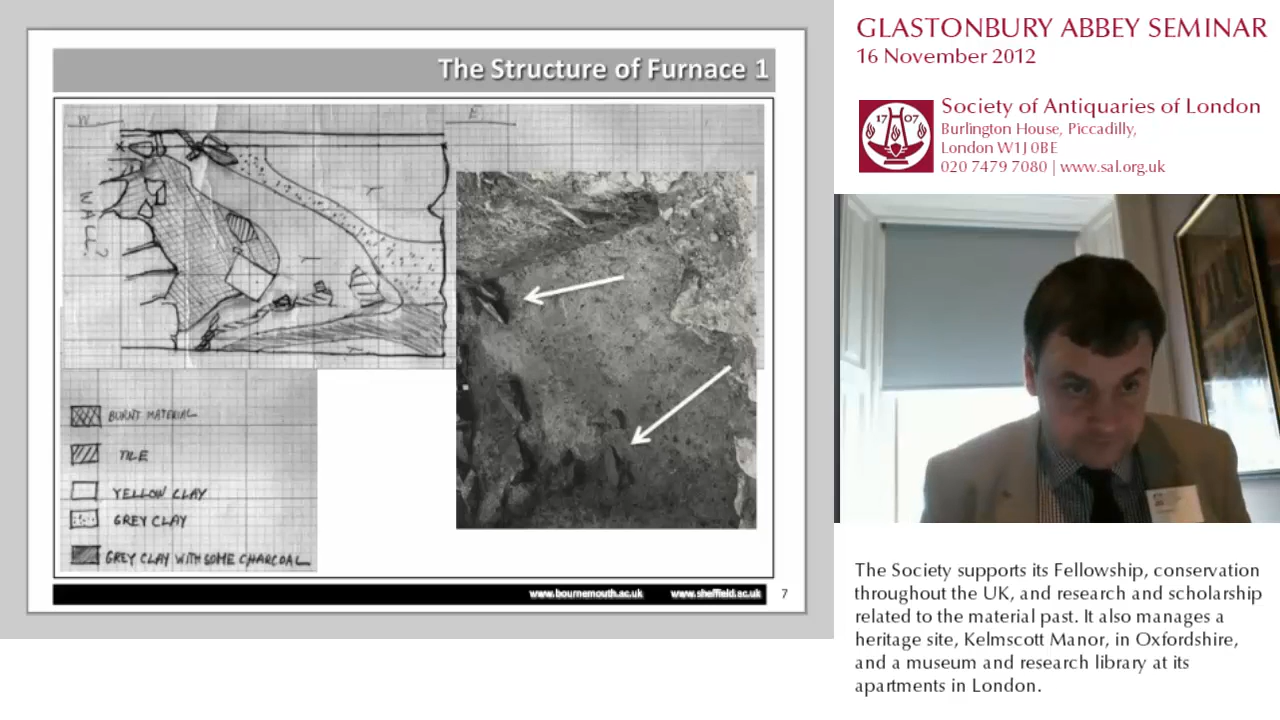 The Structure of Furnace 1
W
E
WALL?
BURNT MATERIAL
TILE
YELLOW CLAY
GREY CLAY
GREY CLAY WITH SOME CHARCOAL
www.bournemouth.ac.uk www.sheffield.ac.uk 7
GLASTONBURY ABBEY SEMINAR
16 November 2012
17 07
Society of Antiquaries of London
Burlington House, Piccadilly,
London W1J 0BE
020 7479 7080 | www.sal.org.uk
The Society supports its Fellowship, conservation
throughout the UK, and research and scholarship
related to the material past. It also manages a
heritage site, Kelmscott Manor, in Oxfordshire,
and a museum and research library at its
apartments in London.